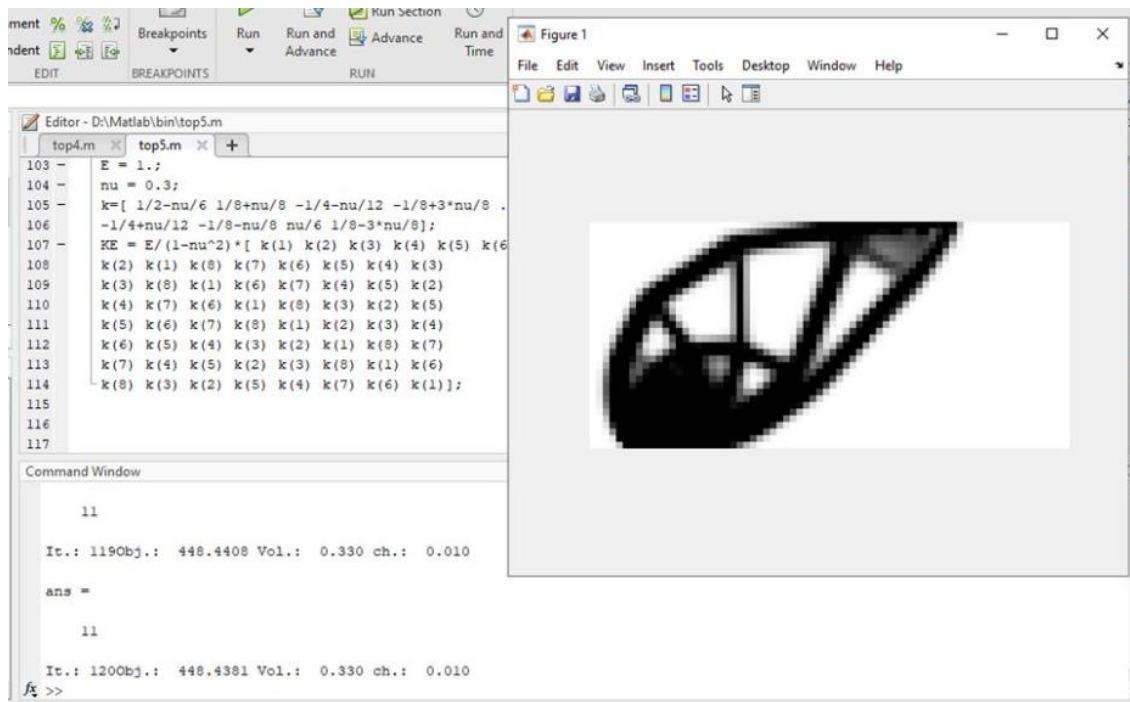 ment %
Breakpoints
Run
Run and
Advance
Run Section
Advance
Run and
Time
ndent
EDIT
BREAKPOINTS
RUN
Editor - D:\Matlab\bin\top5.m
top4.m × top5.m × +
103 - E = 1.;
104 - nu = 0.3;
105 - k=[ 1/2-nu/6 1/8+nu/8 -1/4-nu/12 -1/8+3*nu/8 .
106 -1/4+nu/12 -1/8-nu/8 nu/6 1/8-3*nu/8];
107 - KE = E/(1-nu^2)*[ k(1) k(2) k(3) k(4) k(5) k(6
108 k(2) k(1) k(8) k(7) k(6) k(5) k(4) k(3)
109 k(3) k(8) k(1) k(6) k(7) k(4) k(5) k(2)
110 k(4) k(7) k(6) k(1) k(8) k(3) k(2) k(5)
111 k(5) k(6) k(7) k(8) k(1) k(2) k(3) k(4)
112 k(6) k(5) k(4) k(3) k(2) k(1) k(8) k(7)
113 k(7) k(4) k(5) k(2) k(3) k(8) k(1) k(6)
114 k(8) k(3) k(2) k(5) k(4) k(7) k(6) k(1)];
115
116
117
Command Window
11
It.: 119Obj.: 448.4408 Vol.: 0.330 ch.: 0.010
ans =
11
It.: 120Obj.: 448.4381 Vol.: 0.330 ch.: 0.010
fx >>
Figure 1
File Edit View Insert Tools Desktop Window Help